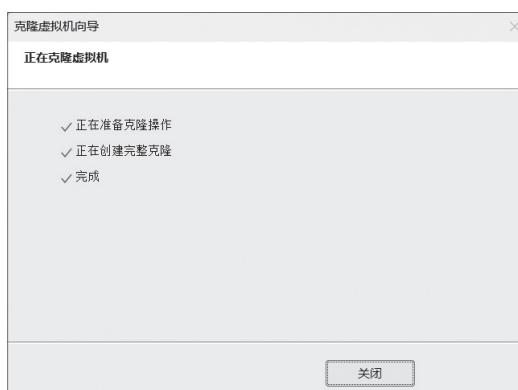 克隆虚拟机向导
正在克隆虚拟机
正在准备克隆操作
正在创建完整克隆
完成
关闭